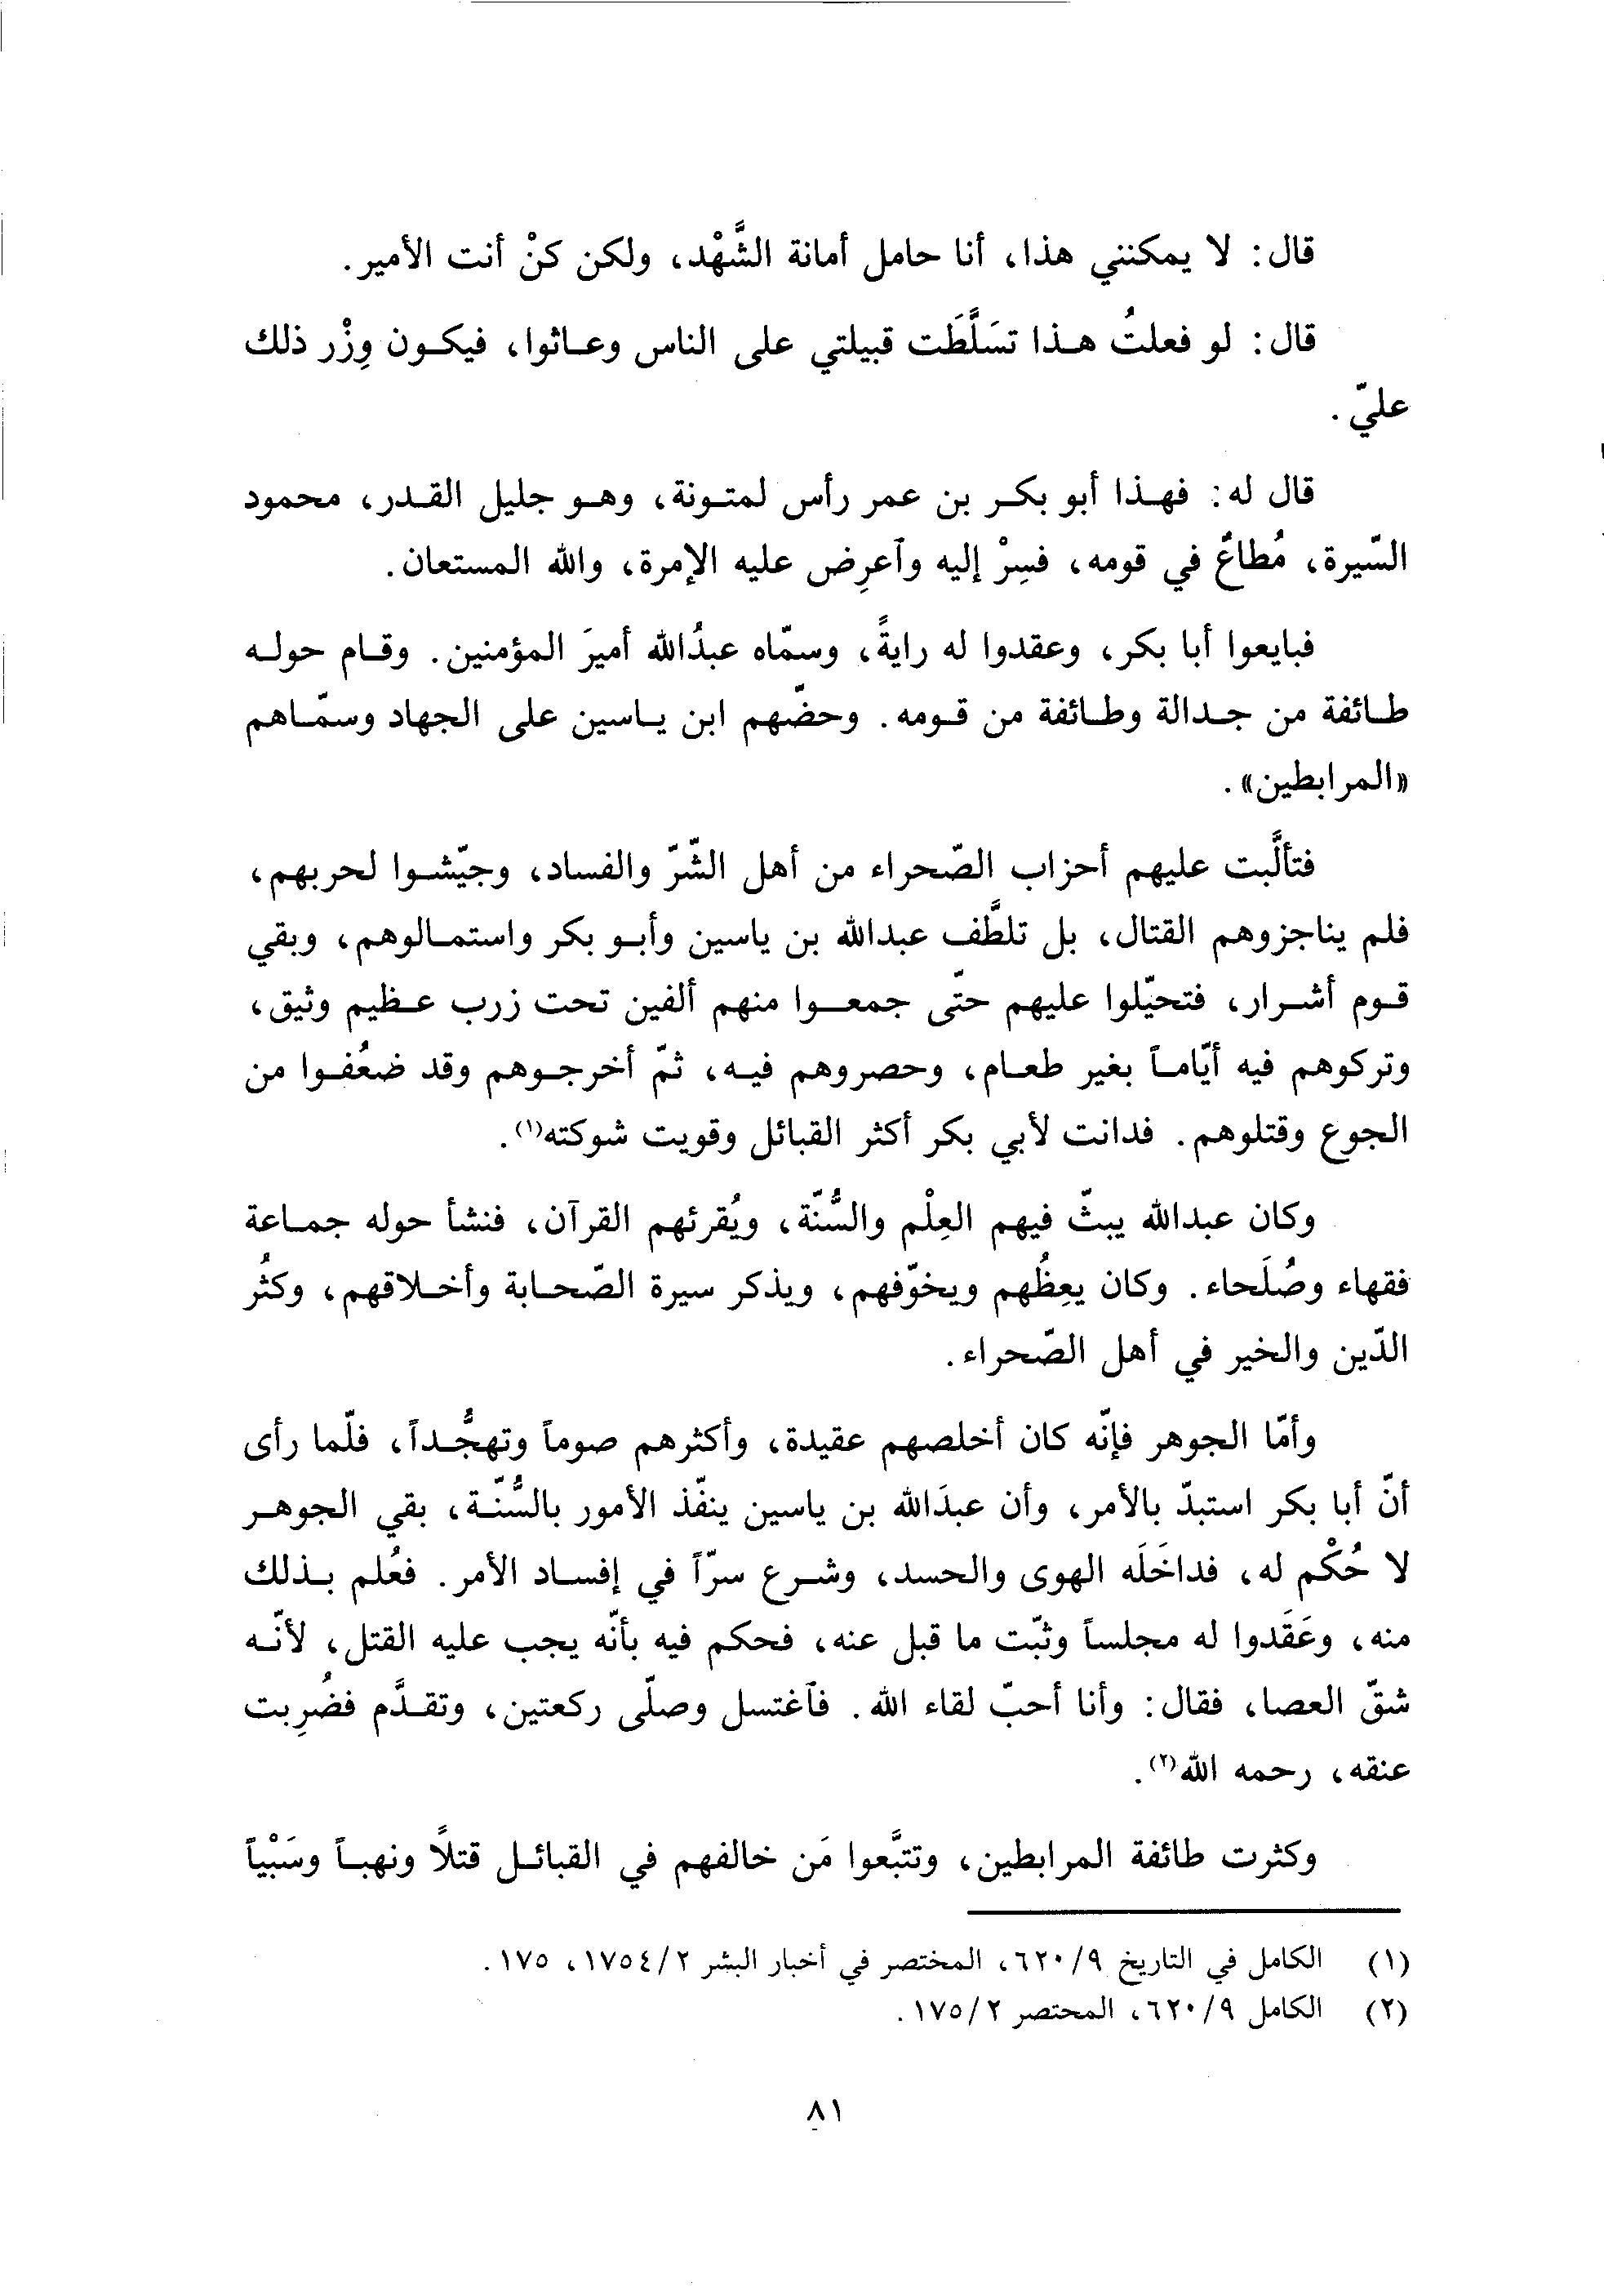 قال: لا يمكنني هذا، أنا حامل أمانة الشَّهْد، ولكن كنْ أنت الأمير.
قال: لو فعلتُ هذا تسَلَّطَت قبيلتي على الناس وعاثوا، فيكون وِزْر ذلك
عليّ.
قال له: فهذا أبو بكر بن عمر رأس لمتونة، وهو جليل القدر، محمود
السّيرة، مُطاعٌ في قومه، فسِرْ إليه وٱعرِض عليه الإمرة، والله المستعان.
فبايعوا أبا بكر، وعقدوا له رايةً، وسمّاه عبدُالله أميرَ المؤمنين. وقام حوله
طائفة من جدالة وطائفة من قومه. وحضّهم ابن ياسين على الجهاد وسمّاهم
«المرابطين».
فتألَّبت عليهم أحزاب الصّحراء من أهل الشّرّ والفساد، وجيّشوا لحربهم،
فلم يناجزوهم القتال، بل تلطَّف عبدالله بن ياسين وأبو بكر واستمالوهم، وبقي
قوم أشرار، فتحيّلوا عليهم حتّى جمعوا منهم ألفين تحت زرب عظيم وثيق،
وتركوهم فيه أيّاماً بغير طعام، وحصروهم فيه، ثمّ أخرجوهم وقد ضعُفوا من
الجوع وقتلوهم. فدانت لأبي بكر أكثر القبائل وقويت شوكته(١).
وكان عبدالله يبثّ فيهم العِلْم والسُّنّة، ويُقرئهم القرآن، فنشأ حوله جماعة
فقهاء وصُلَحاء. وكان يعِظُهم ويخوّفهم، ويذكر سيرة الصّحابة وأخلاقهم، وكثُر
الدّين والخير في أهل الصّحراء.
وأمّا الجوهر فإنّه كان أخلصهم عقيدة، وأكثرهم صوماً وتهجُّداً، فلّما رأى
أنّ أبا بكر استبدّ بالأمر، وأن عبدَالله بن ياسين ينفّذ الأمور بالسُّنّة، بقي الجوهر
لا حُكْم له، فداخَلَه الهوى والحسد، وشرع سرّاً في إفساد الأمر. فعُلم بذلك
منه، وعَقَدوا له مجلساً وثبّت ما قبل عنه، فحكم فيه بأنّه يجب عليه القتل، لأنّه
شقّ العصا، فقال: وأنا أحبّ لقاء الله. فٱغتسل وصلّى ركعتين، وتقدَّم فضُرِبت
عنقه، رحمه الله(٢).
وكثرت طائفة المرابطين، وتتبَّعوا مَن خالفهم في القبائل قتلًا ونهباً وسَبْياً
(١) الكامل في التاريخ ٦٢٠/٩، المختصر في أخبار البشر ١٧٥٤/٢، ١٧٥.
(٢) الكامل ٦٢٠/٩، المحتصر ١٧٥/٢.
٨١